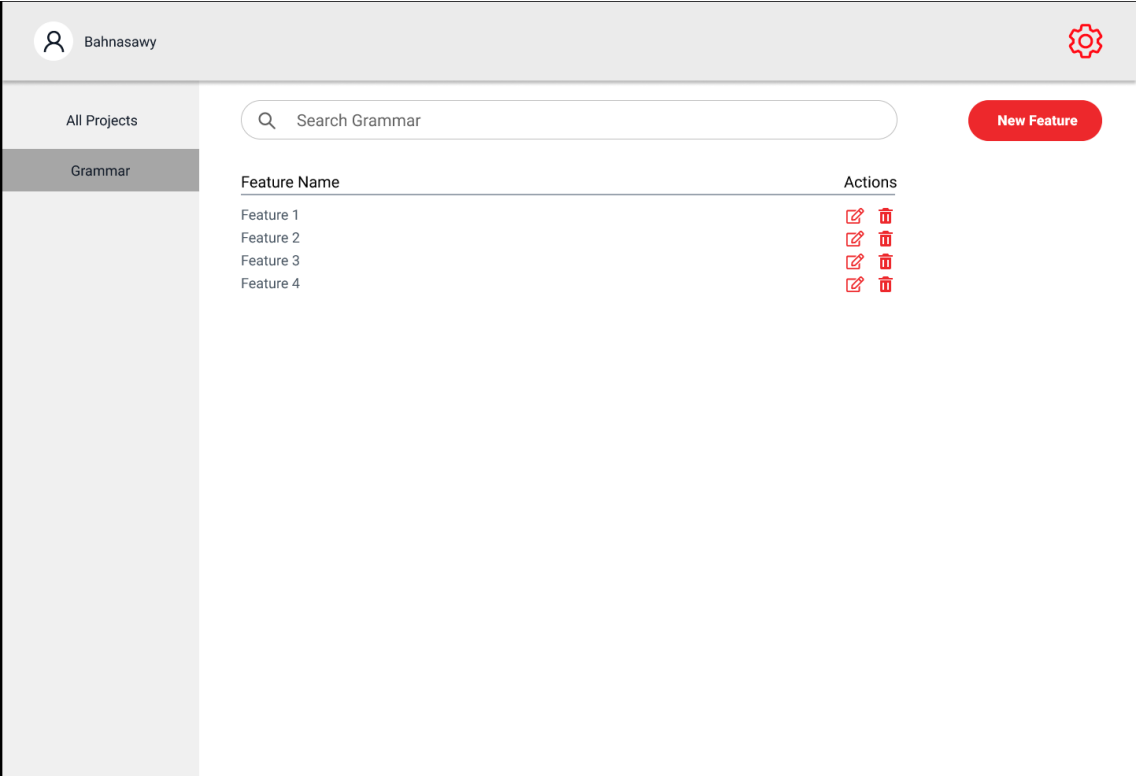 Bahnasawy
All Projects
Grammar
Search Grammar
New Feature
Feature Name Actions
Feature 1
Feature 2
Feature 3
Feature 4